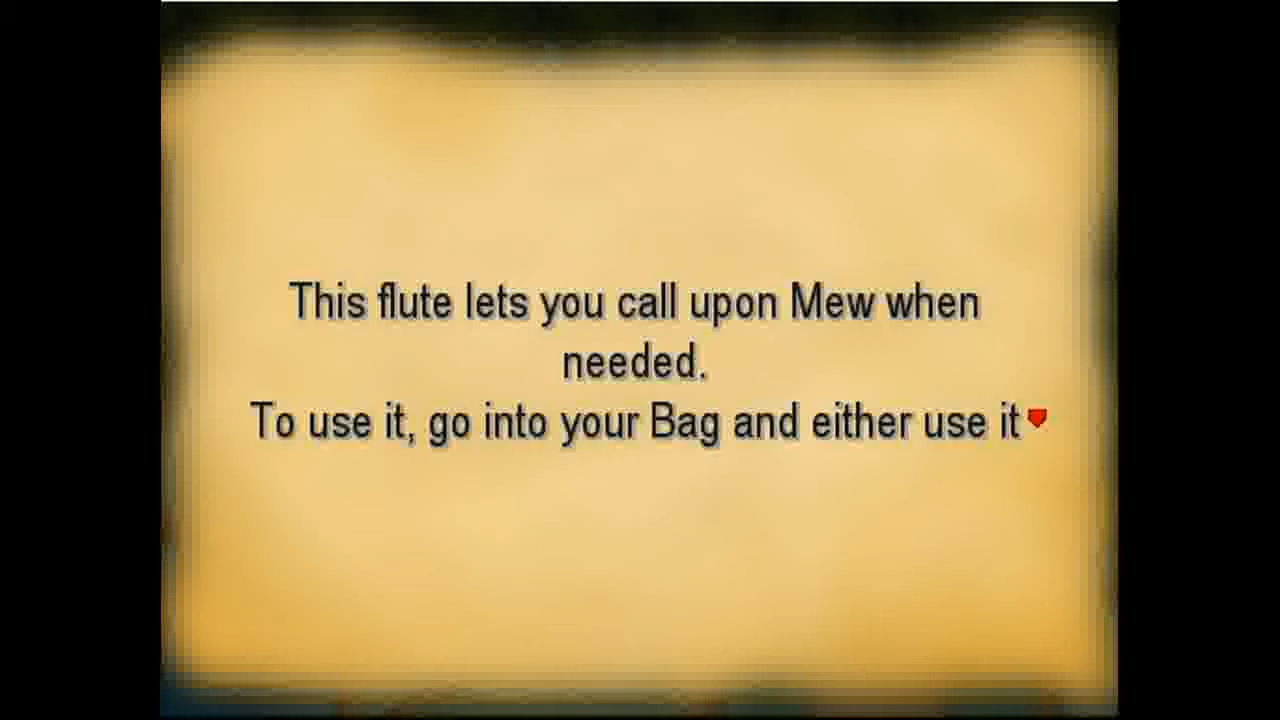 This flute lets you call upon Mew when
needed.
To use it, go into your Bag and either use it